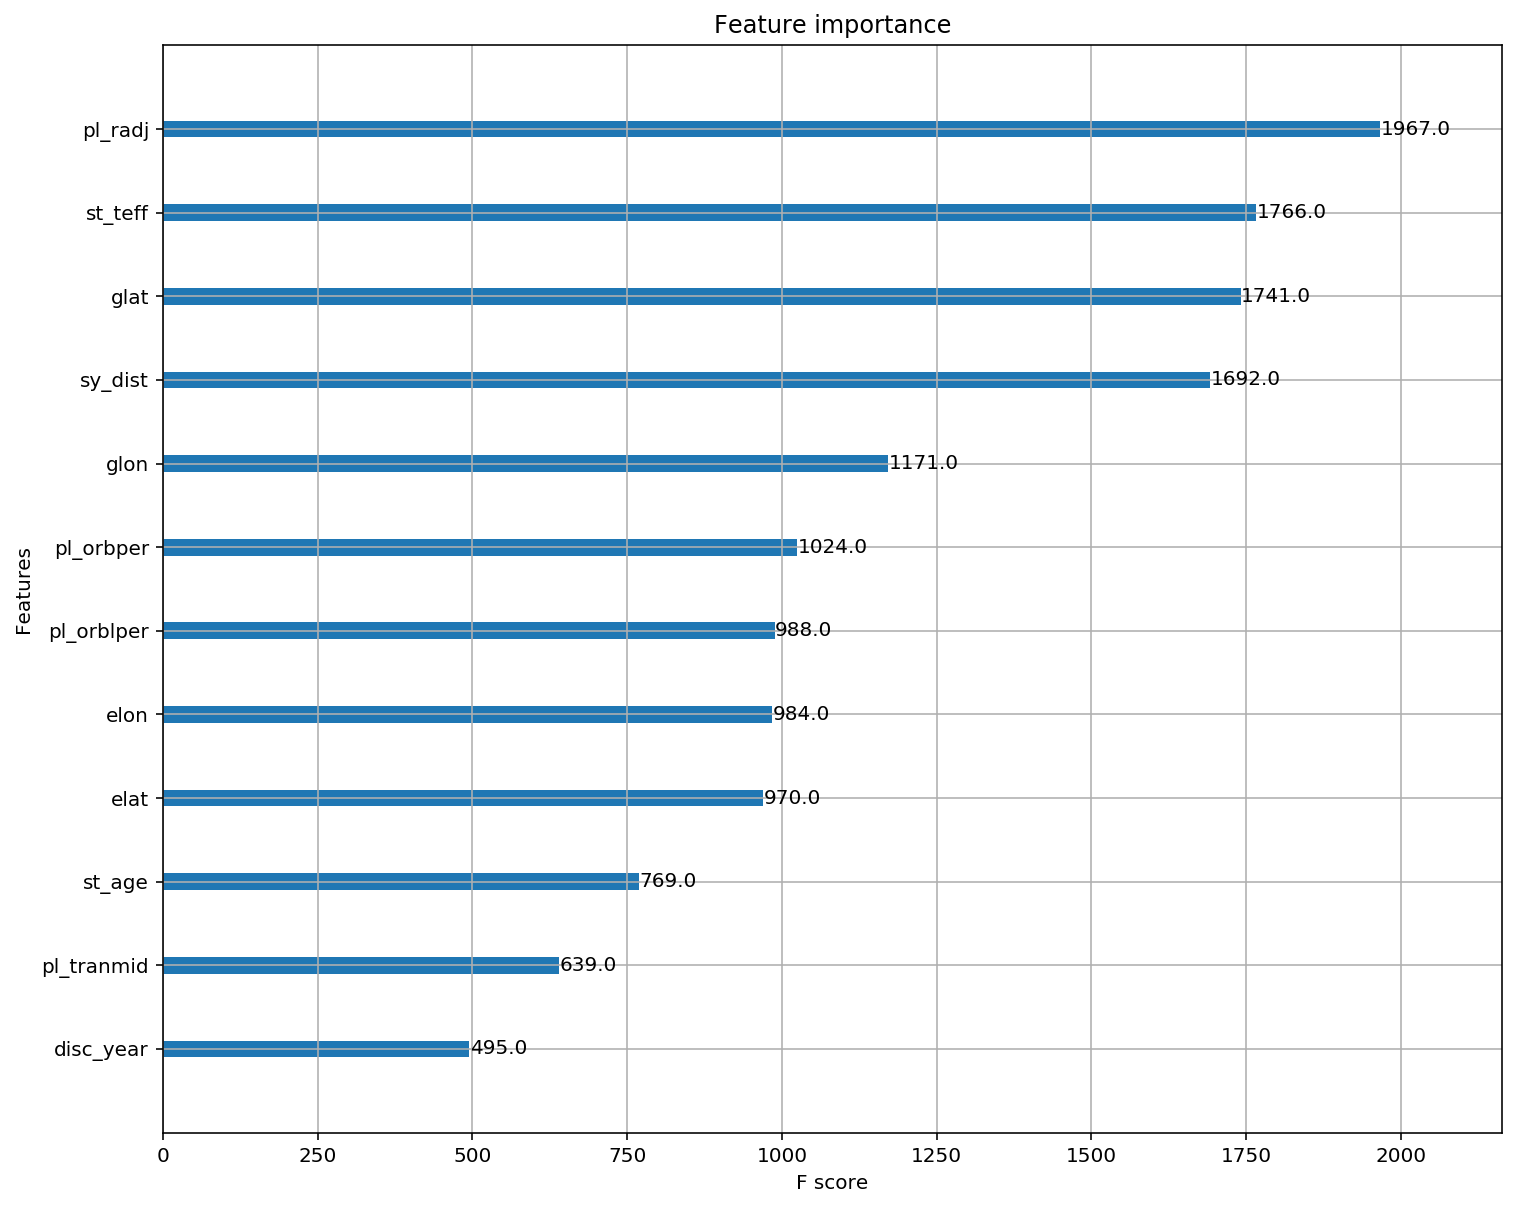 Feature importance
pl_radj 1967.0
st_teff 1766.0
glat 1741.0
sy_dist 1692.0
glon 1171.0
pl_orbper 1024.0
pl_orblper 988.0
elon 984.0
elat 970.0
st_age 769.0
pl_tranmid 639.0
disc_year 495.0
Features
0 250 500 750 1000 1250 1500 1750 2000
F score